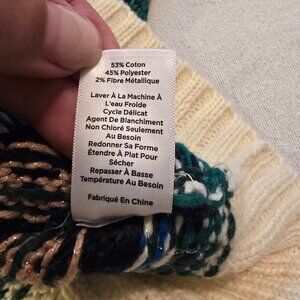 53% Coton
45% Polyester
2% Fibre Métallique
Laver À La Machine À
L'eau Froide
Cycle Délicat
Agent De Blanchiment
Non Chloré Seulement
Au Besoin
Redonner Sa Forme
Étendre À Plat Pour
Sécher
Repasser À Basse
Température Au Besoin
Fabriqué En Chine